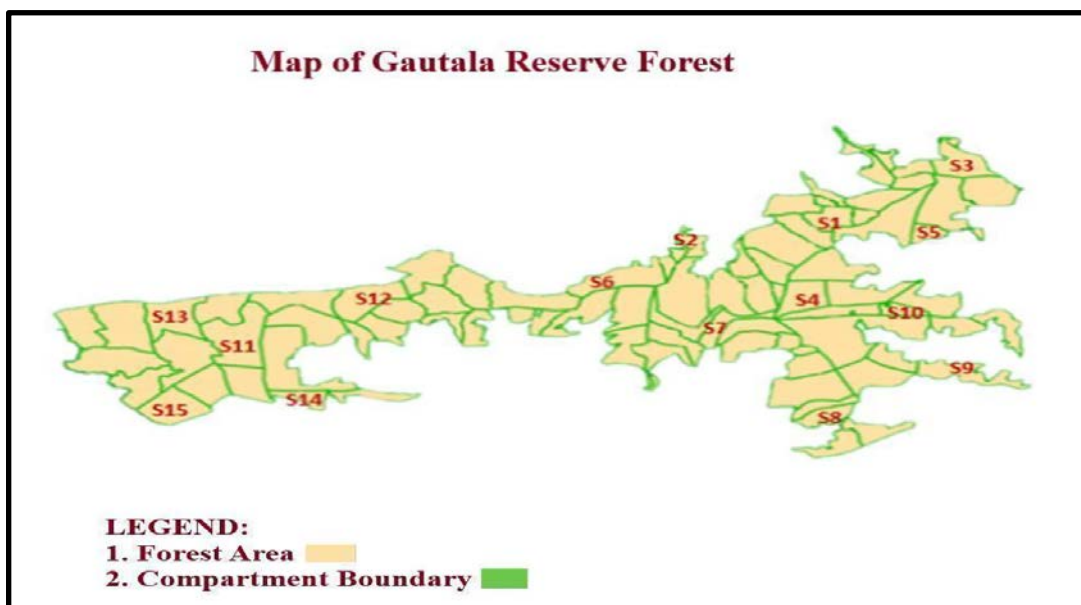 Map of Gautala Reserve Forest
S3
S1
S5
S2
S6
S12
S4
S13
S10
S7
S11
S9
S14
S15
S8
LEGEND:
1. Forest Area
2. Compartment Boundary